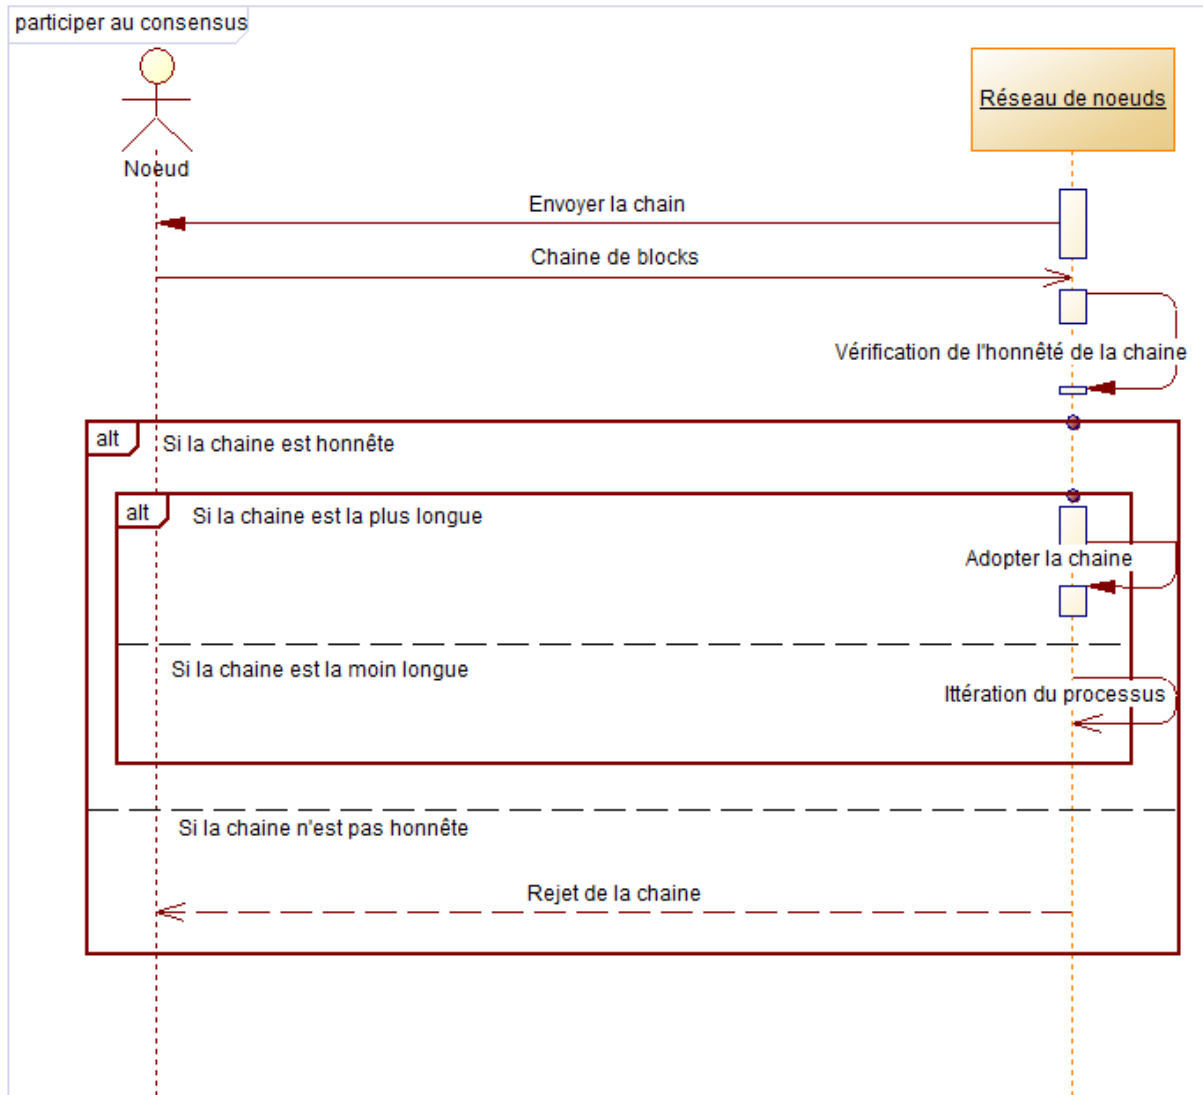 participer au consensus
Réseau de noeuds
Noeud
Envoyer la chain
Chaine de blocks
Vérification de l'honnêté de la chaine
alt
Si la chaine est honnête
alt
Si la chaine est la plus longue
Adopter la chaine
Si la chaine est la moin longue
Ittération du processus
Si la chaine n'est pas honnête
Rejet de la chaine